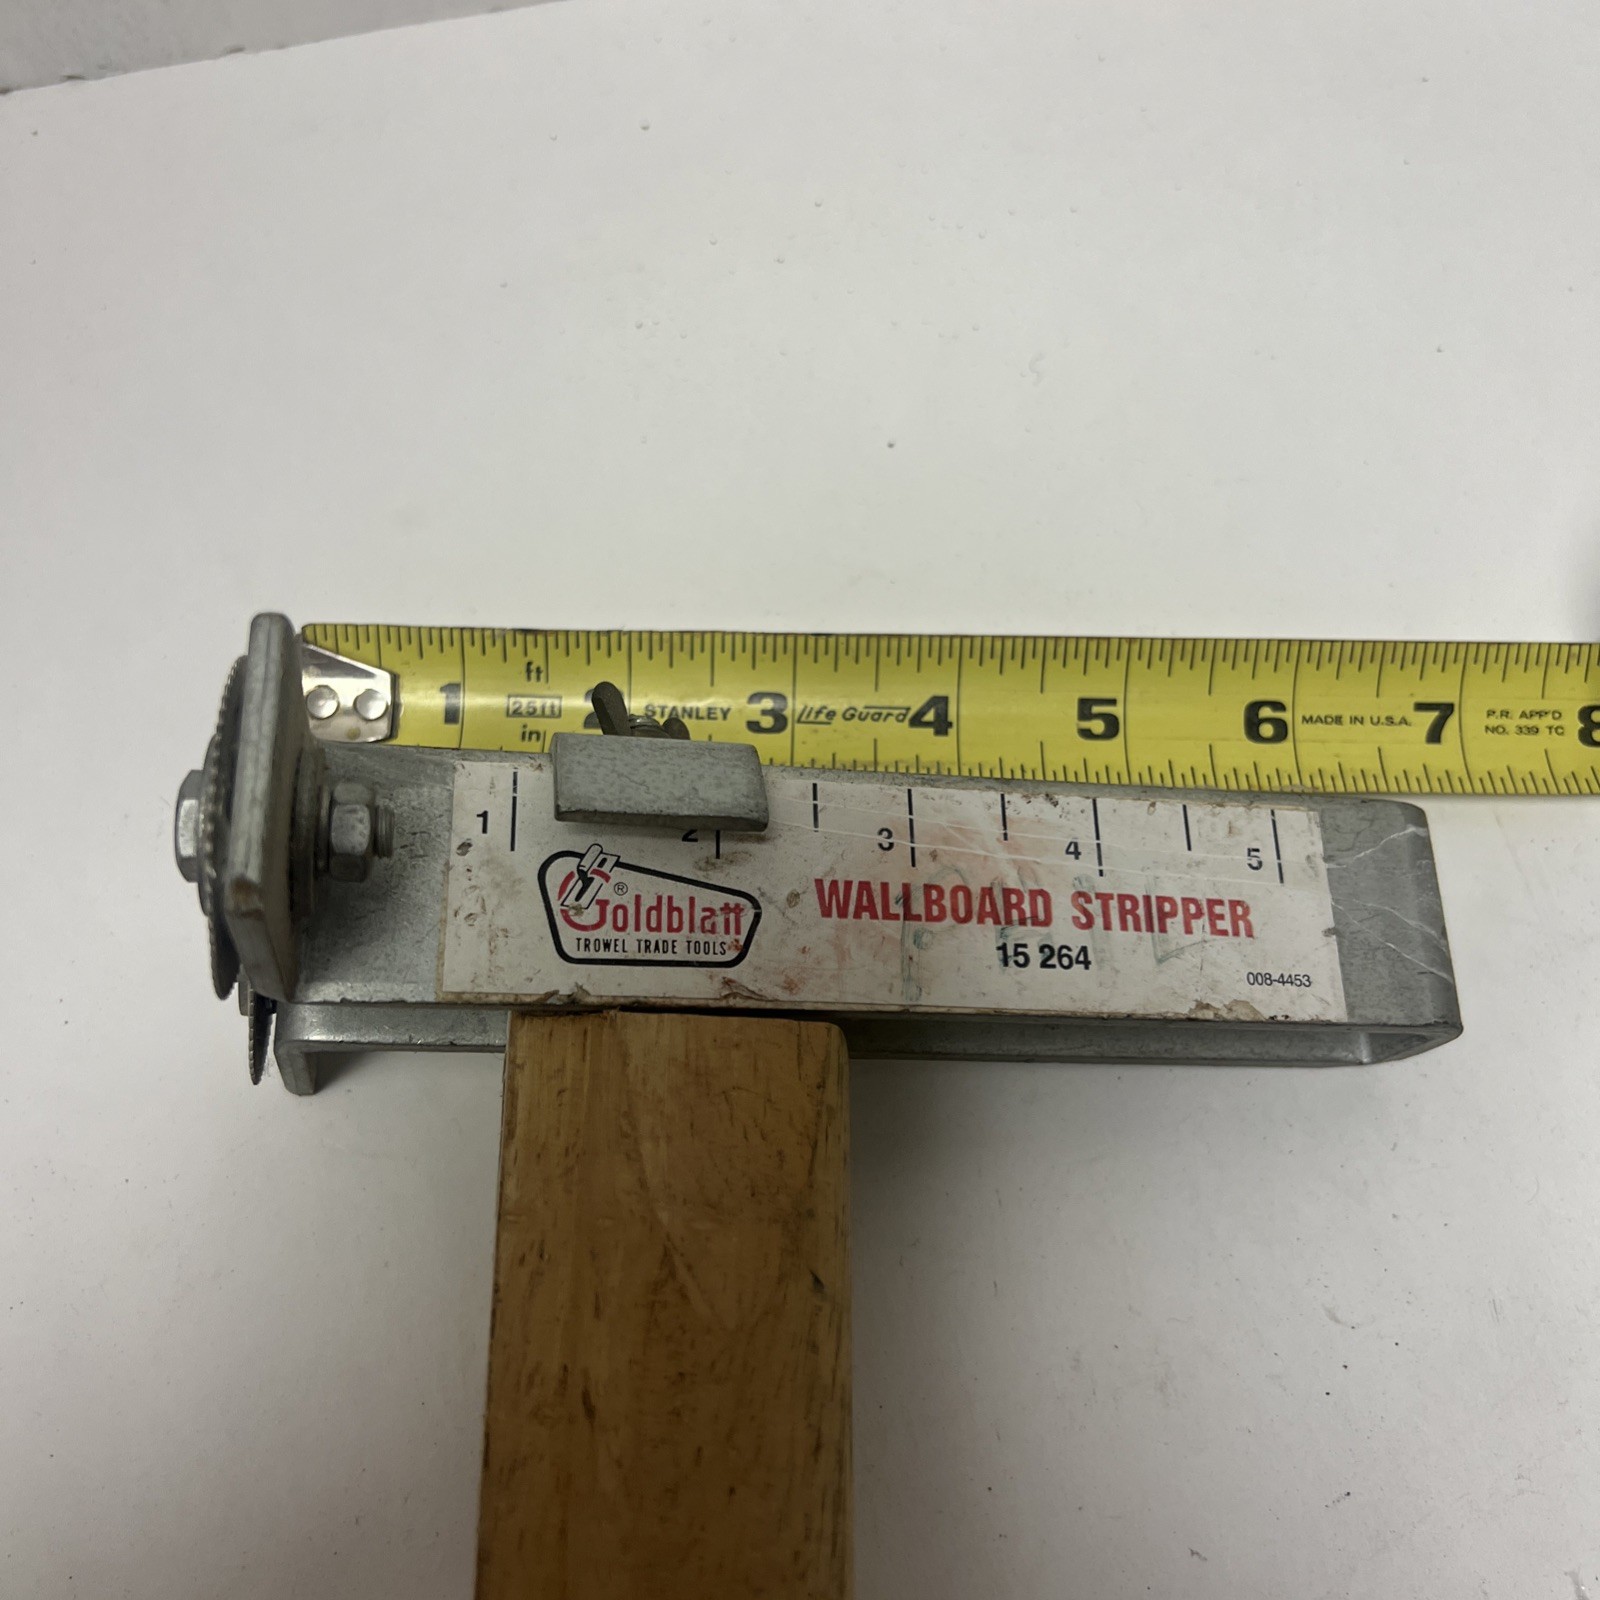 1 ft 25ft in 2 STANLEY 3 Life Guard 4 5 6 MADE IN U.S.A. 7 P.R. APP'D NO. 339 TC 8
1 2 3 4 5
Goldblatt ®
TROWEL TRADE TOOLS
WALLBOARD STRIPPER
15 264
008-4453